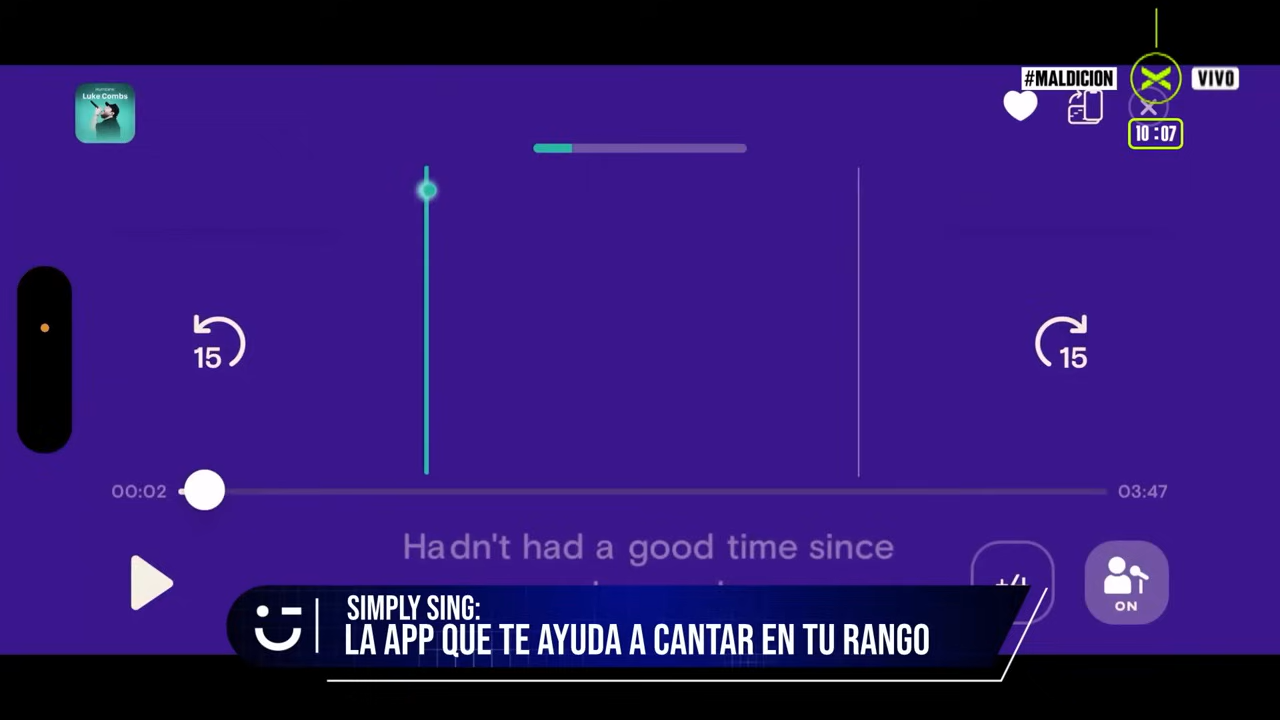 Luke Combs
#MALDICION
VIVO
10:07
15
15
00:02
03:47
Hadn't had a good time since
ON
SIMPLY SING:
LA APP QUE TE AYUDA A CANTAR EN TU RANGO